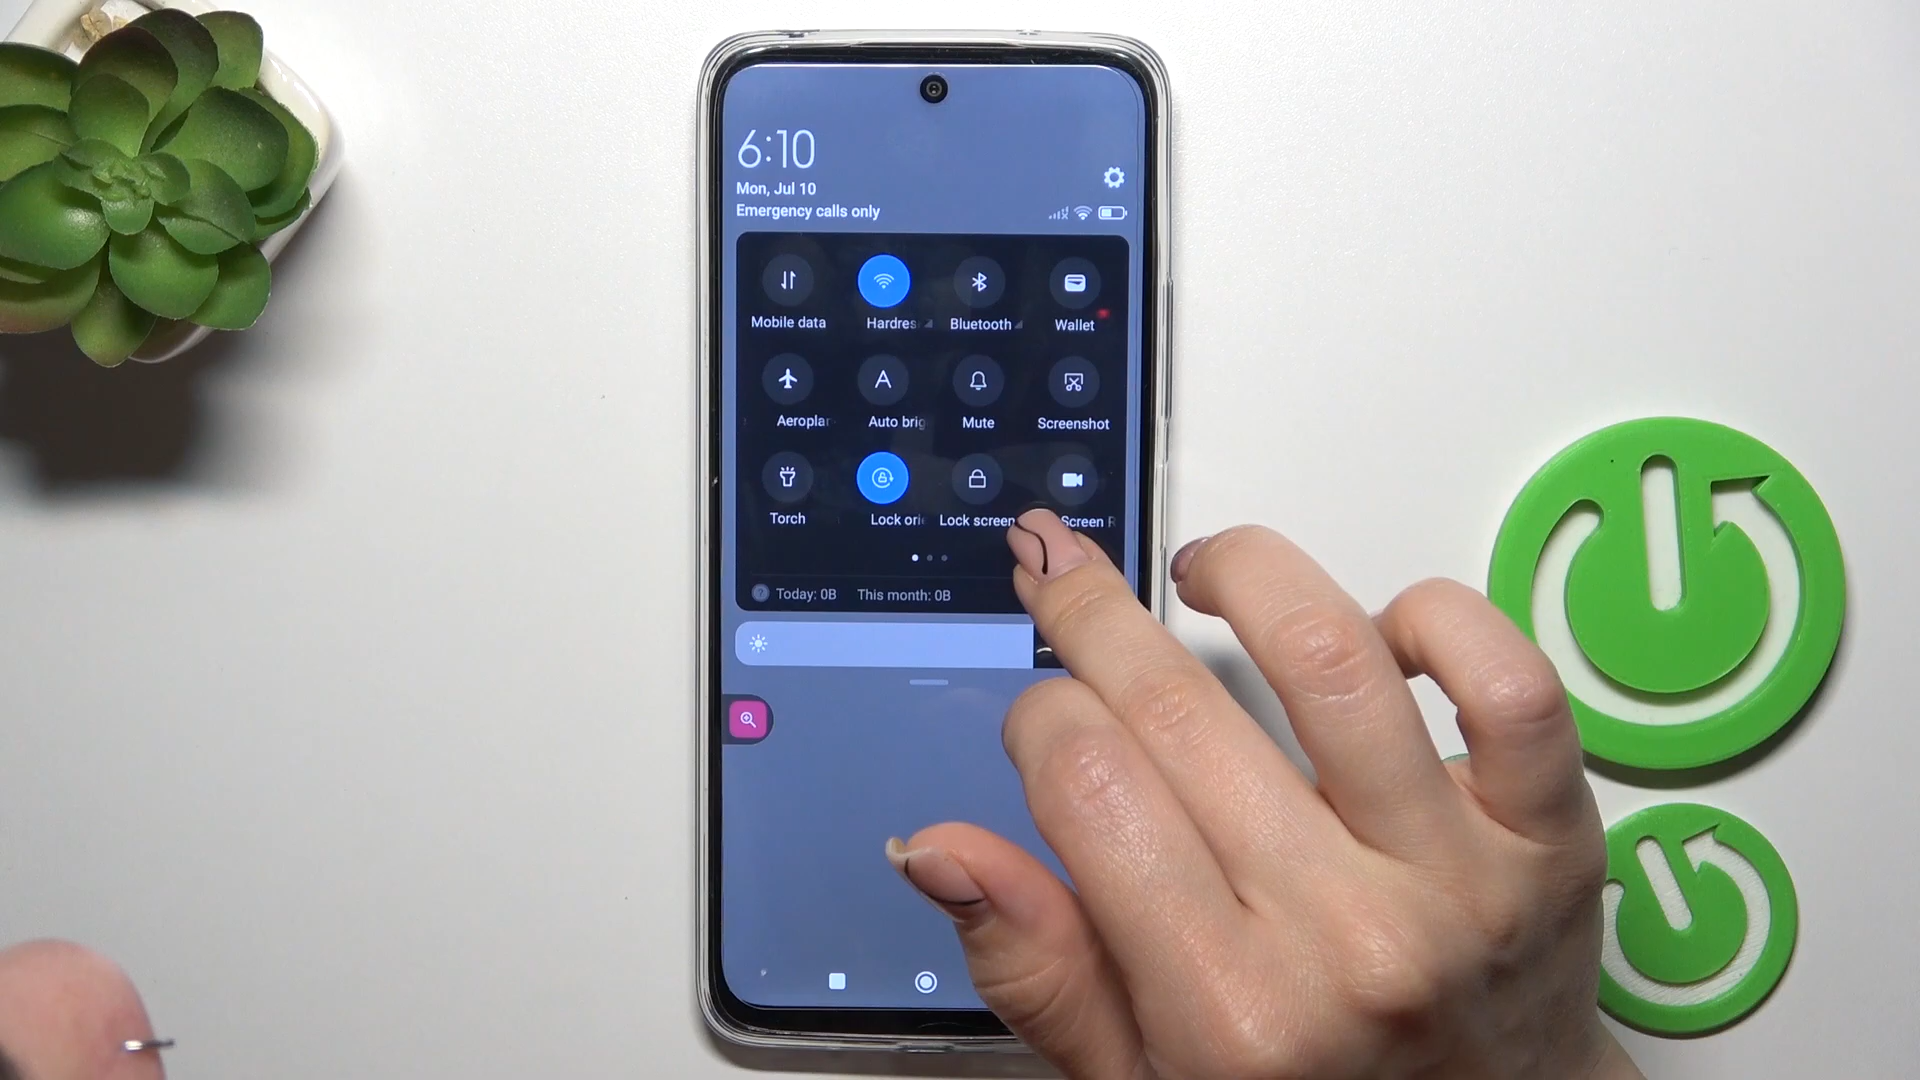 6:10
Mon, Jul 10
Emergency calls only
Mobile data Hardres Bluetooth Wallet
Aeroplan Auto brig Mute Screenshot
Torch Lock ori Lock screen Screen R
Today: 0B This month: 0B